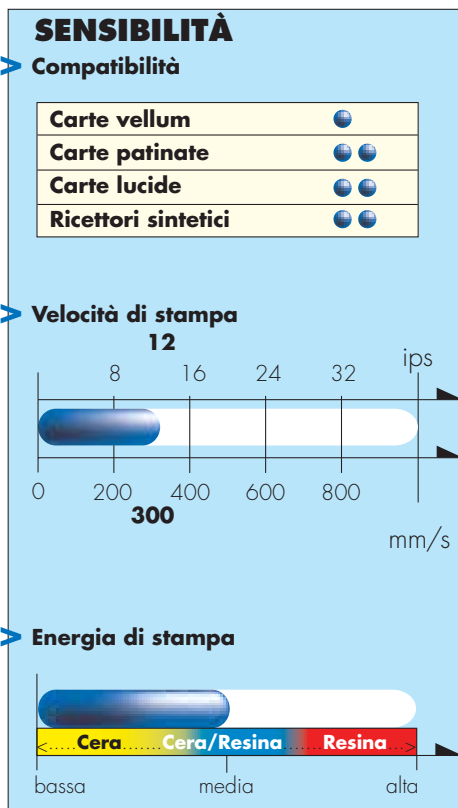 SENSIBILITÀ
> Compatibilità
Carte vellum
Carte patinate
Carte lucide
Ricettori sintetici
> Velocità di stampa
12
8 16 24 32 ips
0 200 400 600 800
300
mm/s
> Energia di stampa
<.....Cera......Cera/Resina......Resina....>
bassa media alta